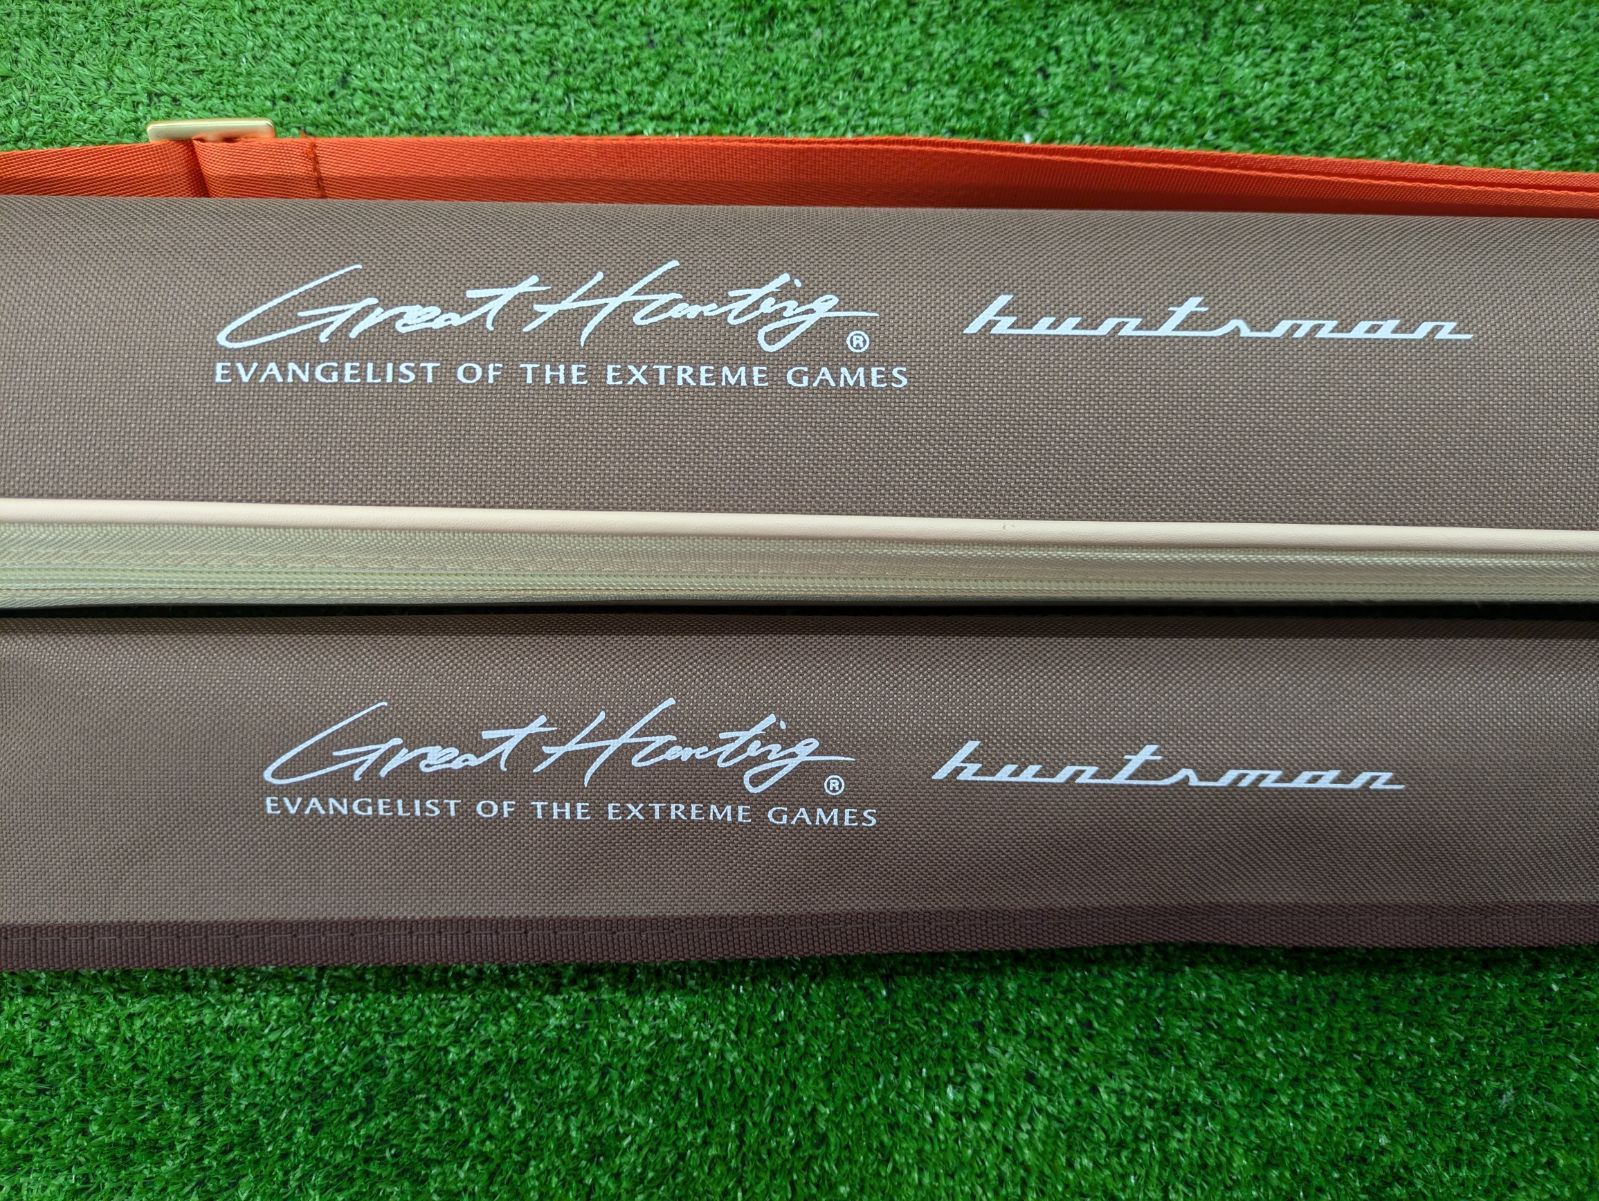 Great Hunting® huntsman
EVANGELIST OF THE EXTREME GAMES
Great Hunting® huntsman
EVANGELIST OF THE EXTREME GAMES